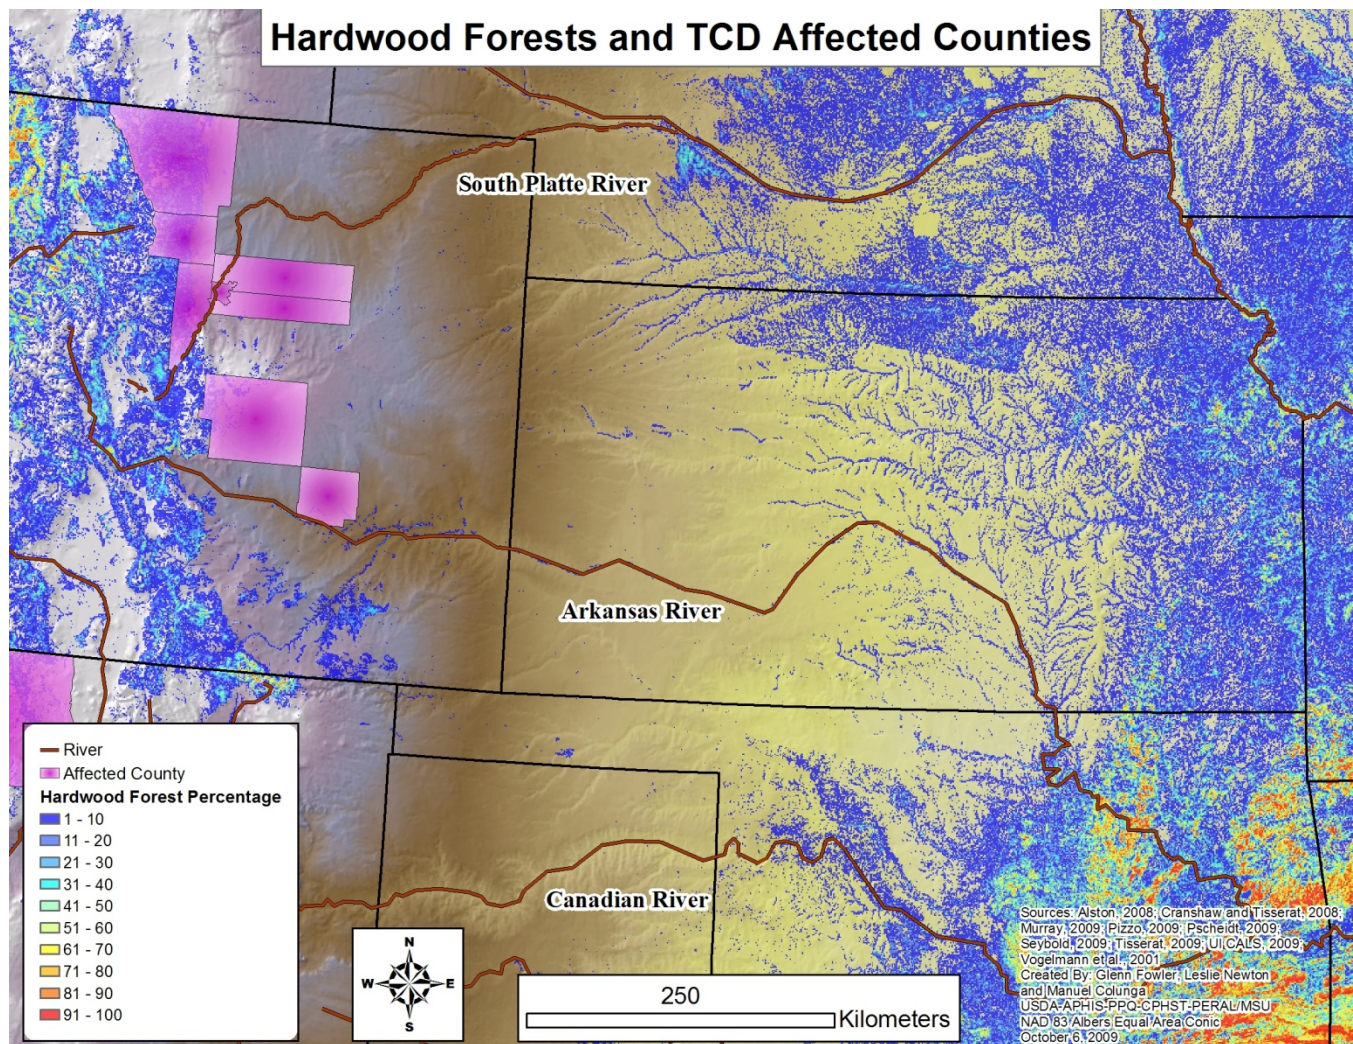 Hardwood Forests and TCD Affected Counties
South Platte River
Arkansas River
Canadian River
River
Affected County
Hardwood Forest Percentage
1 - 10
11 - 20
21 - 30
31 - 40
41 - 50
51 - 60
61 - 70
71 - 80
81 - 90
91 - 100
N
W E
S
250
Kilometers
Sources: Alston, 2008; Cranshaw and Tisserat, 2008;
Murray, 2009; Pizzo, 2009; Pscheidt, 2009;
Seybold, 2009; Tisserat, 2009; UI CALS, 2009;
Vogelmann et al., 2001
Created By: Glenn Fowler, Leslie Newton
and Manuel Colunga
USDA-APHIS-PPQ-CPHST-PERAL/MSU
NAD 83 Albers Equal Area Conic
October 6, 2009